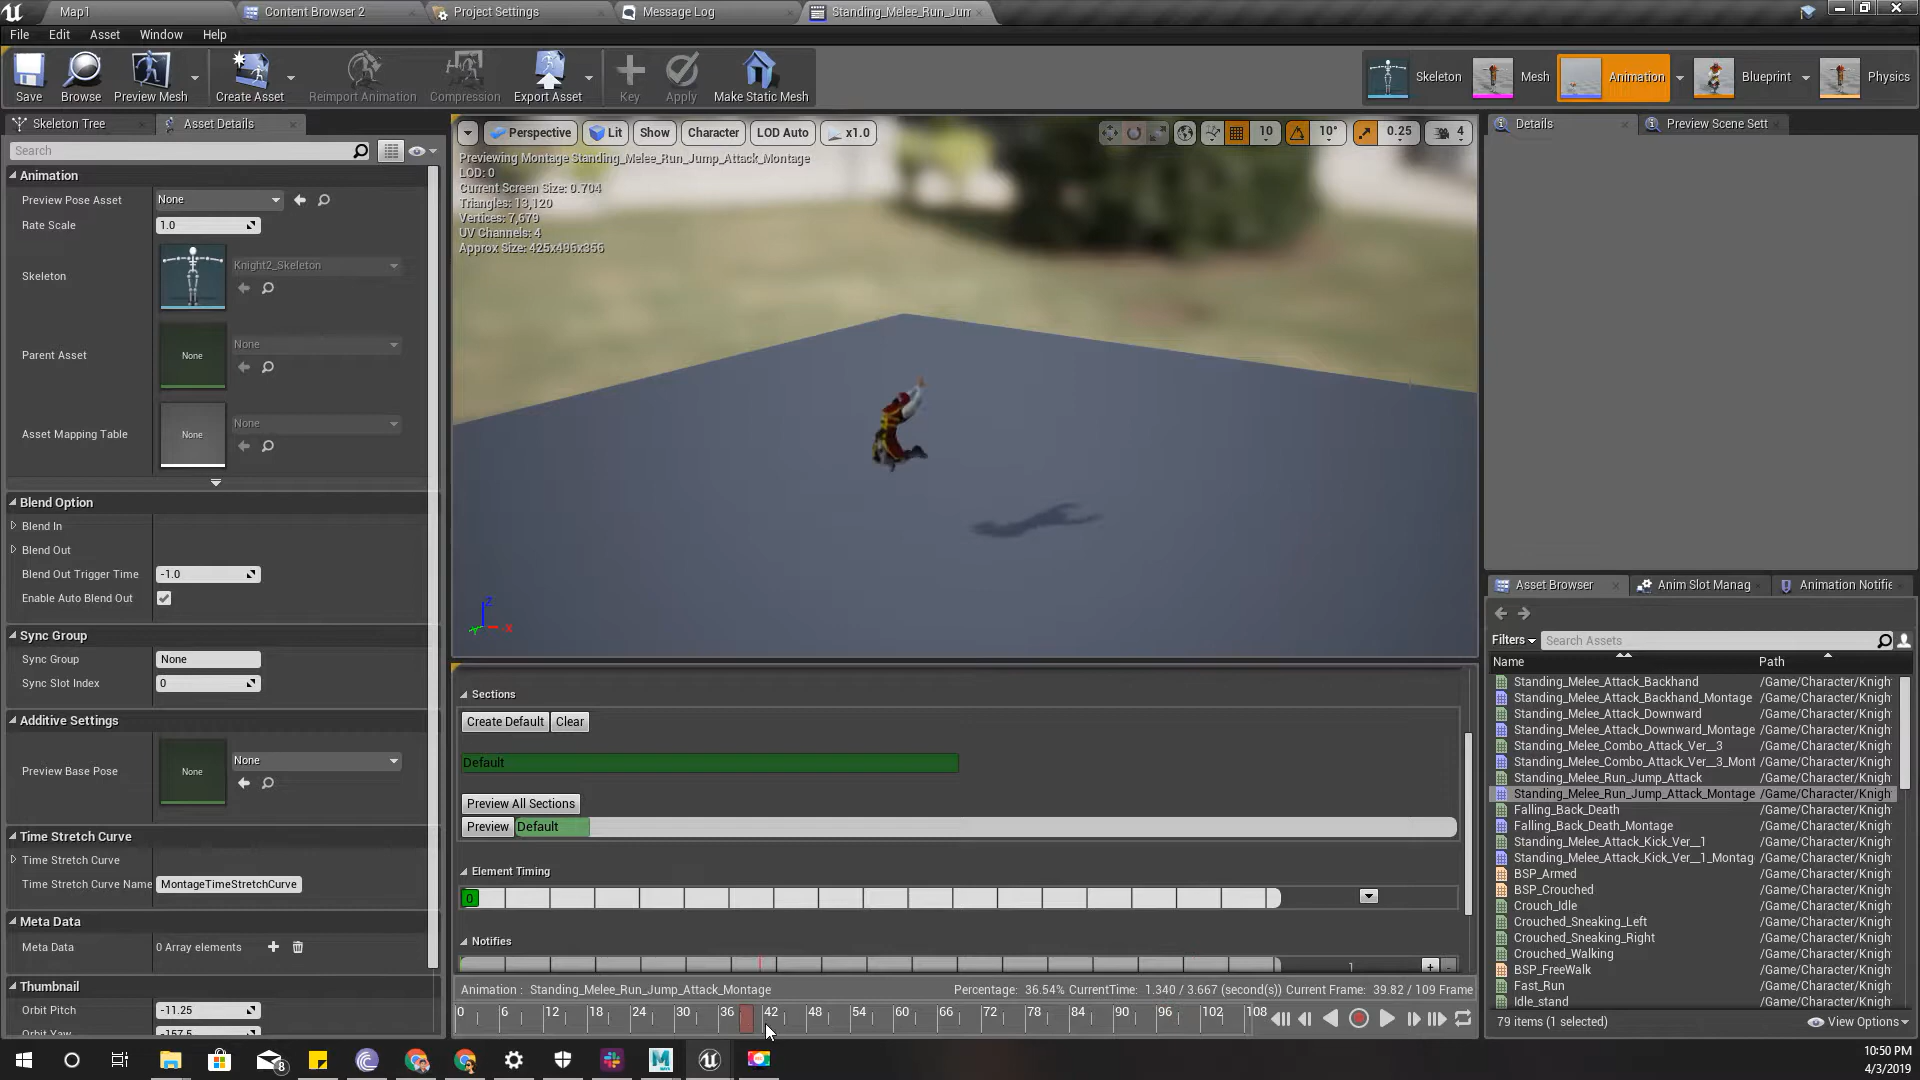 Map1
Content Browser 2
Project Settings
Message Log
Standing_Melee_Run_Jum
File
Edit
Asset
Window
Help
Save
Browse
Preview Mesh
Create Asset
Reimport Animation
Compression
Export Asset
Key
Apply
Make Static Mesh
Skeleton
Mesh
Animation
Blueprint
Physics
Skeleton Tree
Asset Details
Search
Animation
Preview Pose Asset
None
Rate Scale
1.0
Skeleton
Knight2_Skeleton
Parent Asset
None
None
Asset Mapping Table
None
None
Blend Option
Blend In
Blend Out
Blend Out Trigger Time
-1.0
Enable Auto Blend Out
Sync Group
Sync Group
None
Sync Slot Index
0
Additive Settings
Preview Base Pose
None
None
Time Stretch Curve
Time Stretch Curve
Time Stretch Curve Name
MontageTimeStretchCurve
Meta Data
Meta Data
0 Array elements
Thumbnail
Orbit Pitch
-11.25
Orbit Yaw
-157.5
Perspective
Lit
Show
Character
LOD Auto
x1.0
10
10°
0.25
4
Previewing Montage Standing_Melee_Run_Jump_Attack_Montage
LOD: 0
Current Screen Size: 0.704
Triangles: 13,120
Vertices: 7,679
UV Channels: 4
Approx Size: 425x496x356
Z
X
Y
Sections
Create Default
Clear
Default
Preview All Sections
Preview
Default
Element Timing
0
Notifies
1
Animation : Standing_Melee_Run_Jump_Attack_Montage
Percentage: 36.54% CurrentTime: 1.340 / 3.667 (second(s)) Current Frame: 39.82 / 109 Frame
0 6 12 18 24 30 36 42 48 54 60 66 72 78 84 90 96 102 108
Details
Preview Scene Sett
Asset Browser
Anim Slot Manag
Animation Notifie
Filters
Search Assets
Name
Path
Standing_Melee_Attack_Backhand /Game/Character/Knigh
Standing_Melee_Attack_Backhand_Montage /Game/Character/Knigh
Standing_Melee_Attack_Downward /Game/Character/Knigh
Standing_Melee_Attack_Downward_Montage /Game/Character/Knigh
Standing_Melee_Combo_Attack_Ver__3 /Game/Character/Knigh
Standing_Melee_Combo_Attack_Ver__3_Mont /Game/Character/Knigh
Standing_Melee_Run_Jump_Attack /Game/Character/Knigh
Standing_Melee_Run_Jump_Attack_Montage /Game/Character/Knigh
Falling_Back_Death /Game/Character/Knigh
Falling_Back_Death_Montage /Game/Character/Knigh
Standing_Melee_Attack_Kick_Ver__1 /Game/Character/Knigh
Standing_Melee_Attack_Kick_Ver__1_Montag /Game/Character/Knigh
BSP_Armed /Game/Character/Knigh
BSP_Crouched /Game/Character/Knigh
Crouch_Idle /Game/Character/Knigh
Crouched_Sneaking_Left /Game/Character/Knigh
Crouched_Sneaking_Right /Game/Character/Knigh
Crouched_Walking /Game/Character/Knigh
BSP_FreeWalk /Game/Character/Knigh
Fast_Run /Game/Character/Knigh
Idle_stand /Game/Character/Knigh
79 items (1 selected)
View Options
8
10:50 PM
4/3/2019